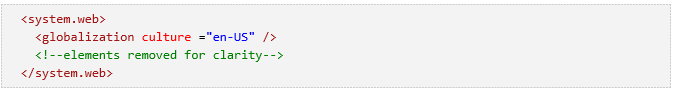 <system.web>
<globalization culture ="en-US" />
<!--elements removed for clarity-->
</system.web>